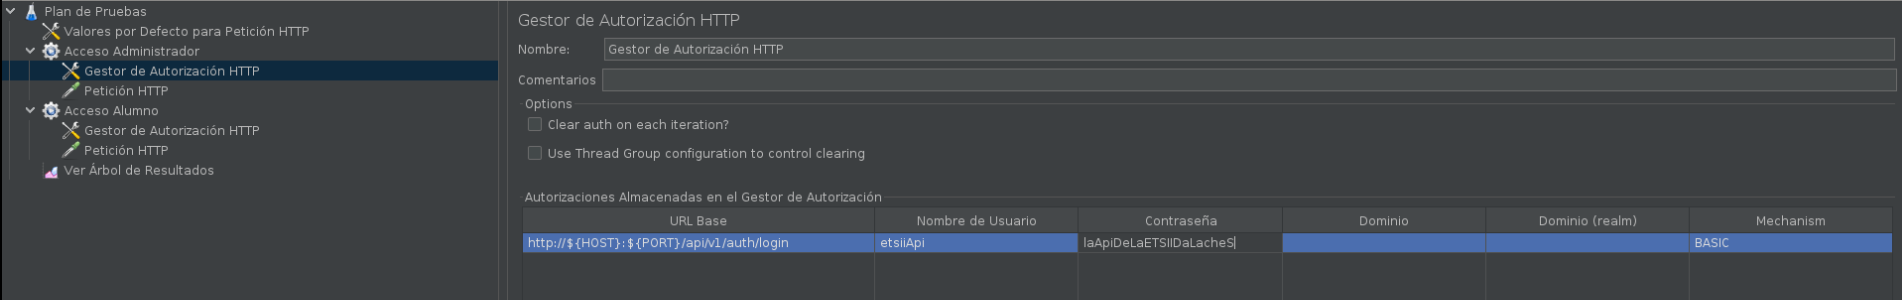 Plan de Pruebas
Valores por Defecto para Petición HTTP
Acceso Administrador
Gestor de Autorización HTTP
Petición HTTP
Acceso Alumno
Gestor de Autorización HTTP
Petición HTTP
Ver Árbol de Resultados
Gestor de Autorización HTTP
Nombre: Gestor de Autorización HTTP
Comentarios
Options
Clear auth on each iteration?
Use Thread Group configuration to control clearing
Autorizaciones Almacenadas en el Gestor de Autorización
URL Base Nombre de Usuario Contraseña Dominio Dominio (realm) Mechanism
http://${HOST}:${PORT}/api/v1/auth/login etsiiApi laApiDeLaETSIIDaLacheS BASIC